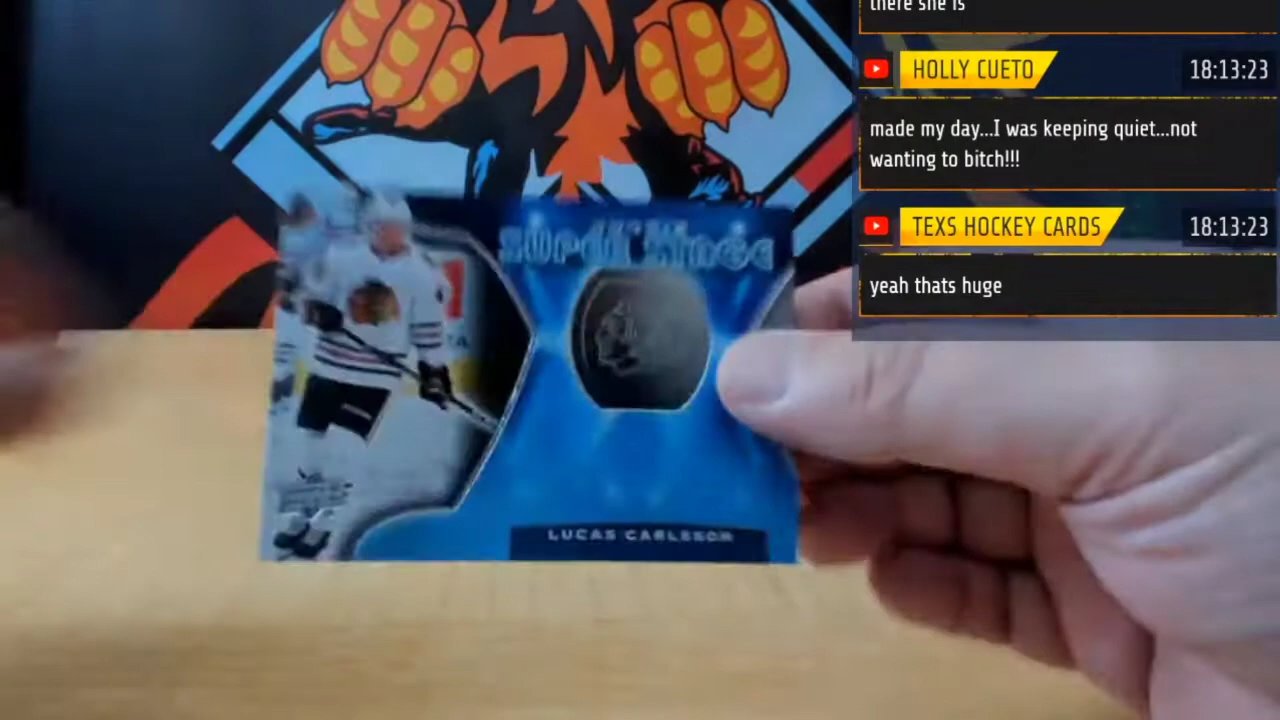 there she is
HOLLY CUETO
18:13:23
made my day...I was keeping quiet...not
wanting to bitch!!!
TEXS HOCKEY CARDS
18:13:23
yeah thats huge
LUCAS CARLSSON